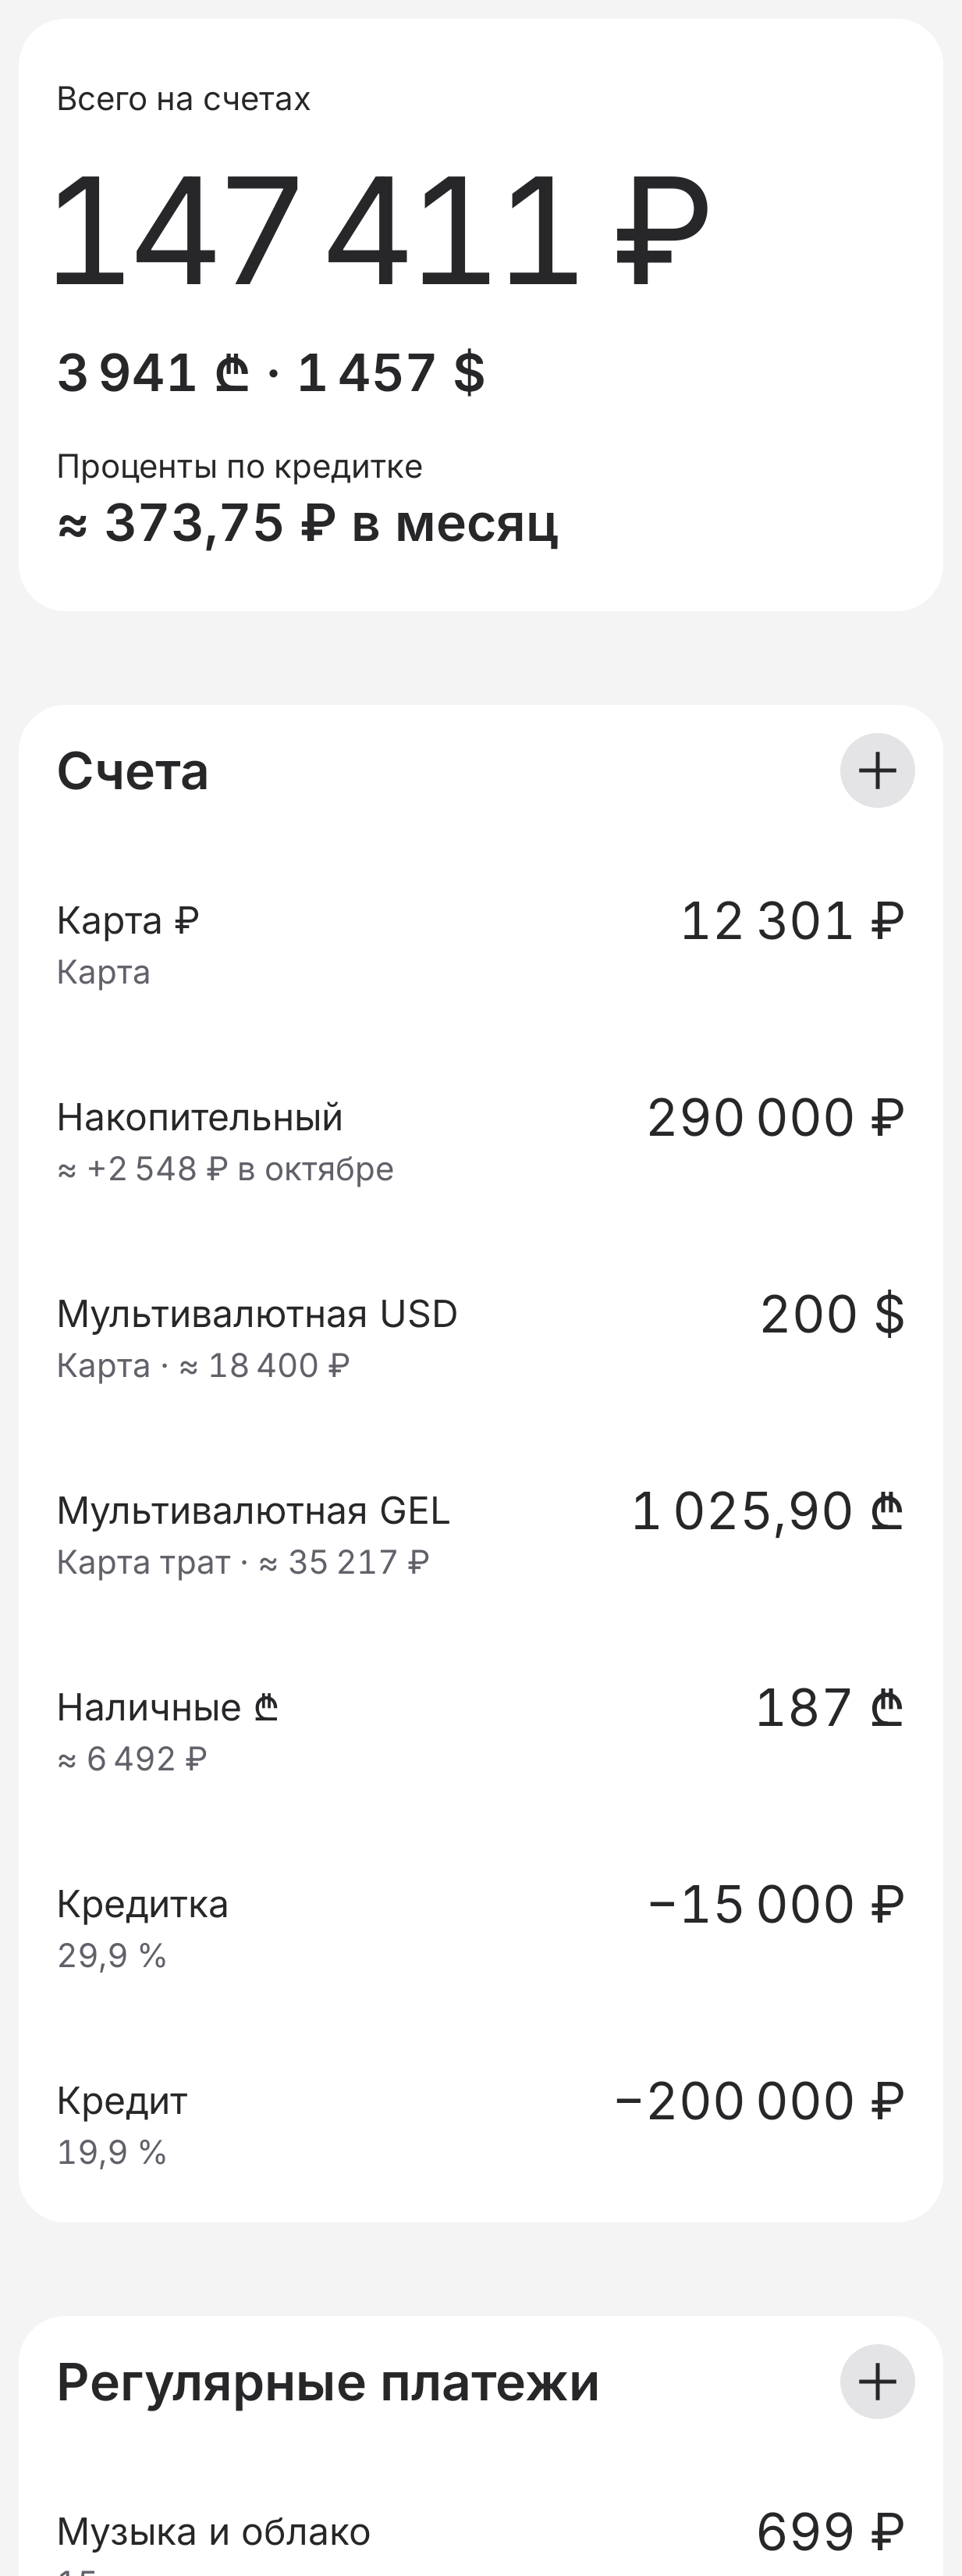 Всего на счетах
147 411 ₽
3 941 ₾ · 1 457 $
Проценты по кредитке
≈ 373,75 ₽ в месяц
Счета
Карта ₽
12 301 ₽
Карта
Накопительный
290 000 ₽
≈ +2 548 ₽ в октябре
Мультивалютная USD
200 $
Карта · ≈ 18 400 ₽
Мультивалютная GEL
1 025,90 ₾
Карта трат · ≈ 35 217 ₽
Наличные ₾
187 ₾
≈ 6 492 ₽
Кредитка
−15 000 ₽
29,9 %
Кредит
−200 000 ₽
19,9 %
Регулярные платежи
Музыка и облако
699 ₽